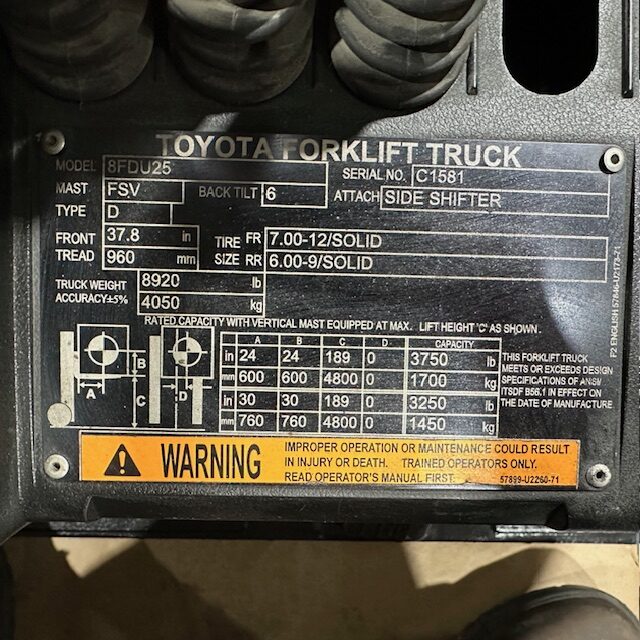 TOYOTA FORKLIFT TRUCK
MODEL 8FDU25 SERIAL NO. C1581
MAST FSV BACK TILT 6 ATTACH SIDE SHIFTER
TYPE D
FRONT TREAD 37.8 in TIRE SIZE FR 7.00-12/SOLID
960 mm RR 6.00-9/SOLID
TRUCK WEIGHT 8920 lb
ACCURACY±5% 4050 kg
RATED CAPACITY WITH VERTICAL MAST EQUIPPED AT MAX. LIFT HEIGHT "C" AS SHOWN.
A B C D CAPACITY
in 24 24 189 0 3750 lb
mm 600 600 4800 0 1700 kg
in 30 30 189 0 3250 lb
mm 760 760 4800 0 1450 kg
A B C D
THIS FORKLIFT TRUCK
MEETS OR EXCEEDS DESIGN
SPECIFICATIONS OF ANSI/
ITSDF B56.1 IN EFFECT ON
THE DATE OF MANUFACTURE
WARNING
IMPROPER OPERATION OR MAINTENANCE COULD RESULT
IN INJURY OR DEATH. TRAINED OPERATORS ONLY.
READ OPERATOR'S MANUAL FIRST.
57899-U2260-71